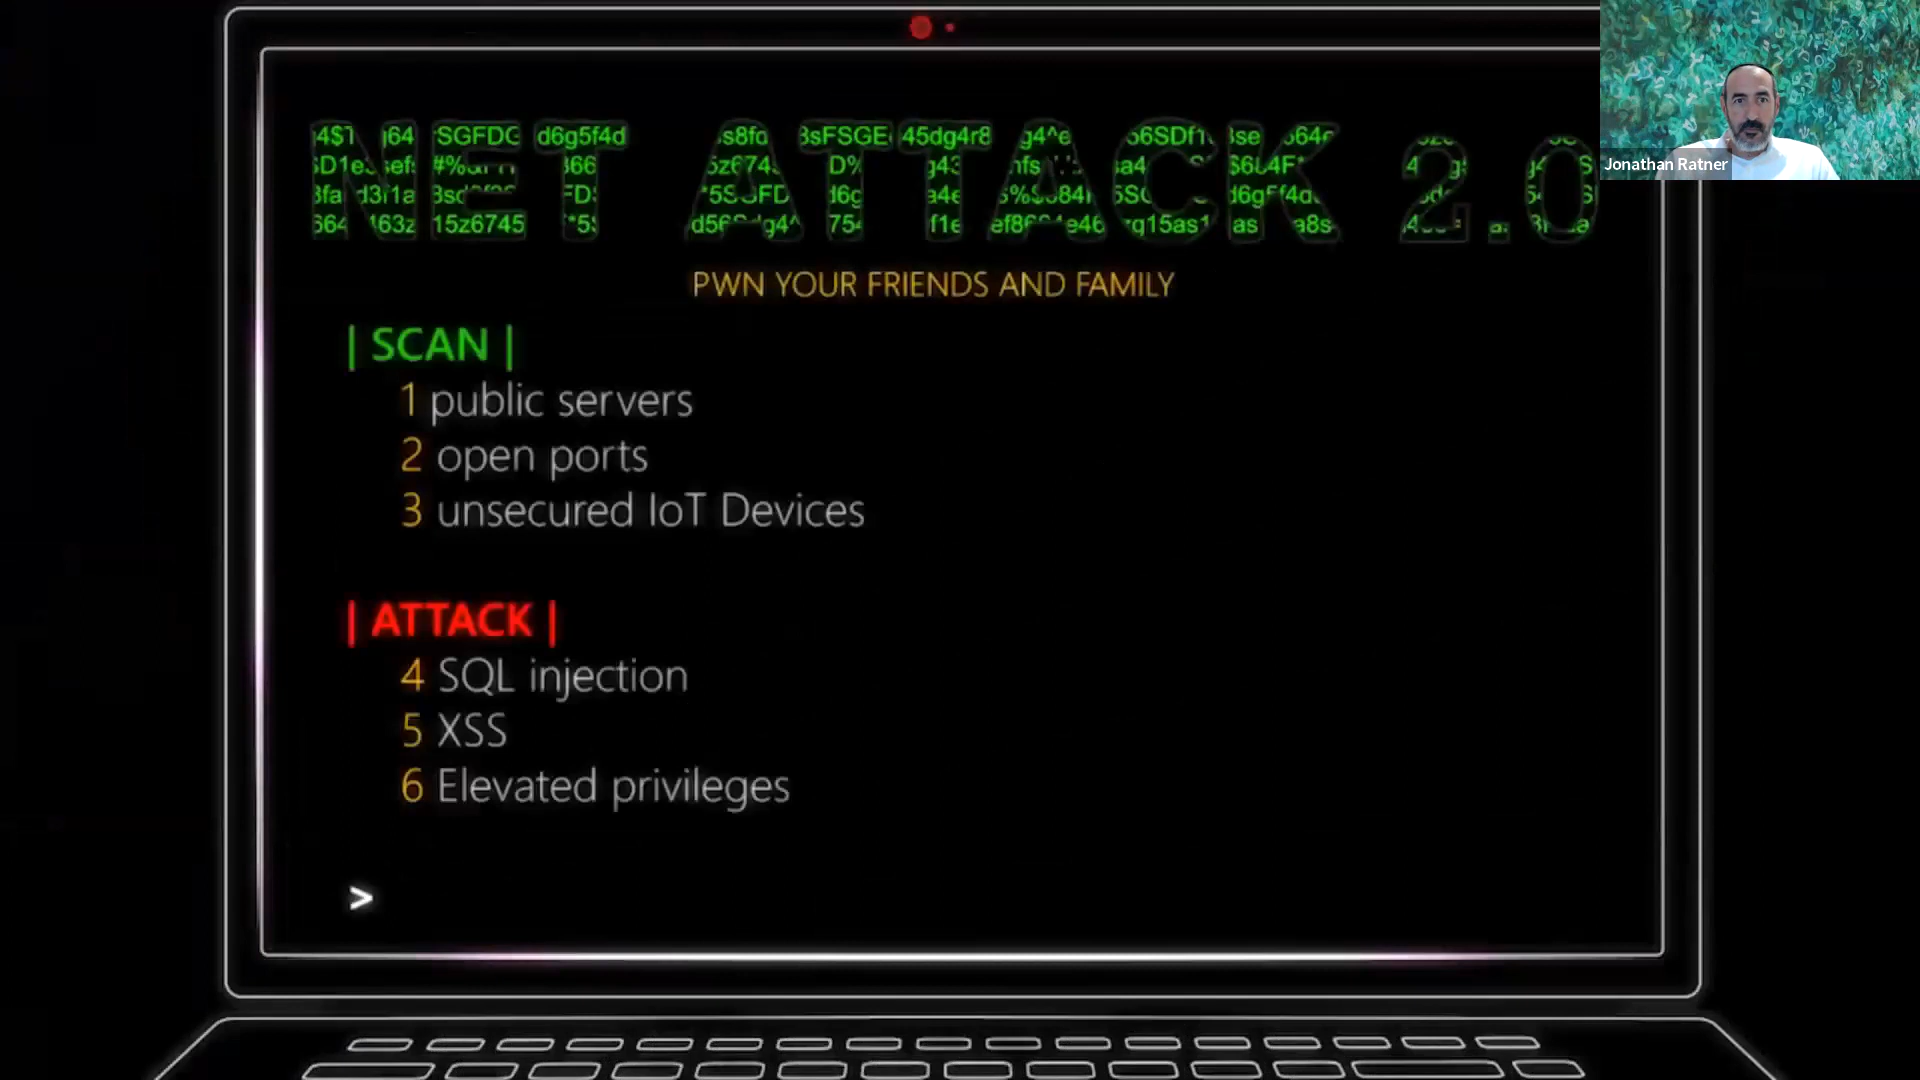 NET ATTACK 2.0
Jonathan Ratner
PWN YOUR FRIENDS AND FAMILY
| SCAN |
1 public servers
2 open ports
3 unsecured IoT Devices
| ATTACK |
4 SQL injection
5 XSS
6 Elevated privileges
>